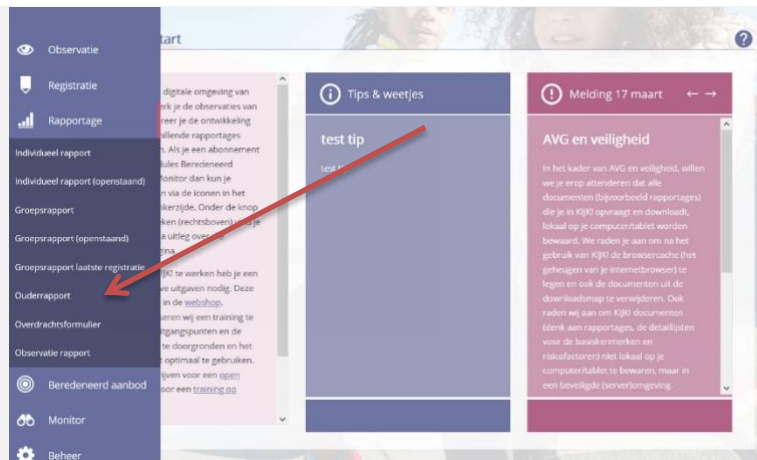 Observatie
Registratie
Rapportage
Individueel rapport
Individueel rapport (openstaand)
Groepsrapport
Groepsrapport (openstaand)
Groepsrapport laatste registratie
Ouderrapport
Overdrachtsformulier
Observatie rapport
Beredeneerd aanbod
Monitor
Beheer
tart
digitale omgeving van
rk je de observaties van
reer je de ontwikkeling
hillende rapportages
n. Als je een abonnement
dules Beredeneerd
Monitor dan kun je
n via de iconen in het
kerzijde. Onder de knop
eken (rechtsboven) vind je
a uitleg over
gina.
KIJK! te werken heb je een
ve uitgaven nodig. Deze
in de webshop.
seren wij een training te
itgangspunten en de
te doorgronden en het
t optimaal te gebruiken.
ijven voor een open
oor een training op
Tips & weetjes
test tip
test
Melding 17 maart ← →
AVG en veiligheid
In het kader van AVG en veiligheid, willen
we je erop attenderen dat alle
documenten (bijvoorbeeld rapportages)
die je in KIJK! opvraagt en downloadt,
lokaal op je computer/tablet worden
bewaard. We raden je aan om na het
gebruik van KIJK! de browsercache (het
geheugen van je internetbrowser) te
legen en ook de documenten uit de
downloadsmap te verwijderen. Ook
raden wij aan om KIJK! documenten
(denk aan rapportages, de detaillijsten
voor de basiskenmerken en
risicofactoren) niet lokaal op je
computer/tablet te bewaren, maar in
een beveiligde (server)omgeving.